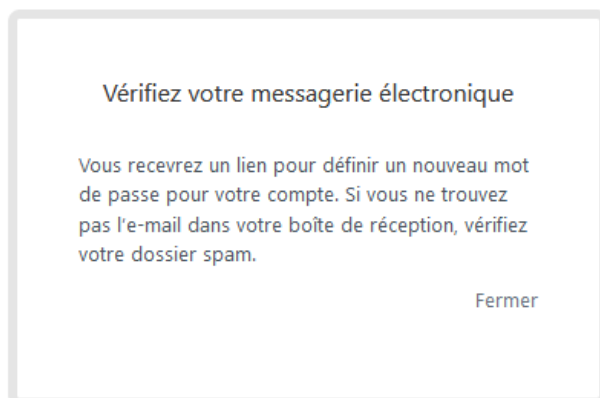 Vérifiez votre messagerie électronique
Vous recevrez un lien pour définir un nouveau mot
de passe pour votre compte. Si vous ne trouvez
pas l'e-mail dans votre boîte de réception, vérifiez
votre dossier spam.
Fermer